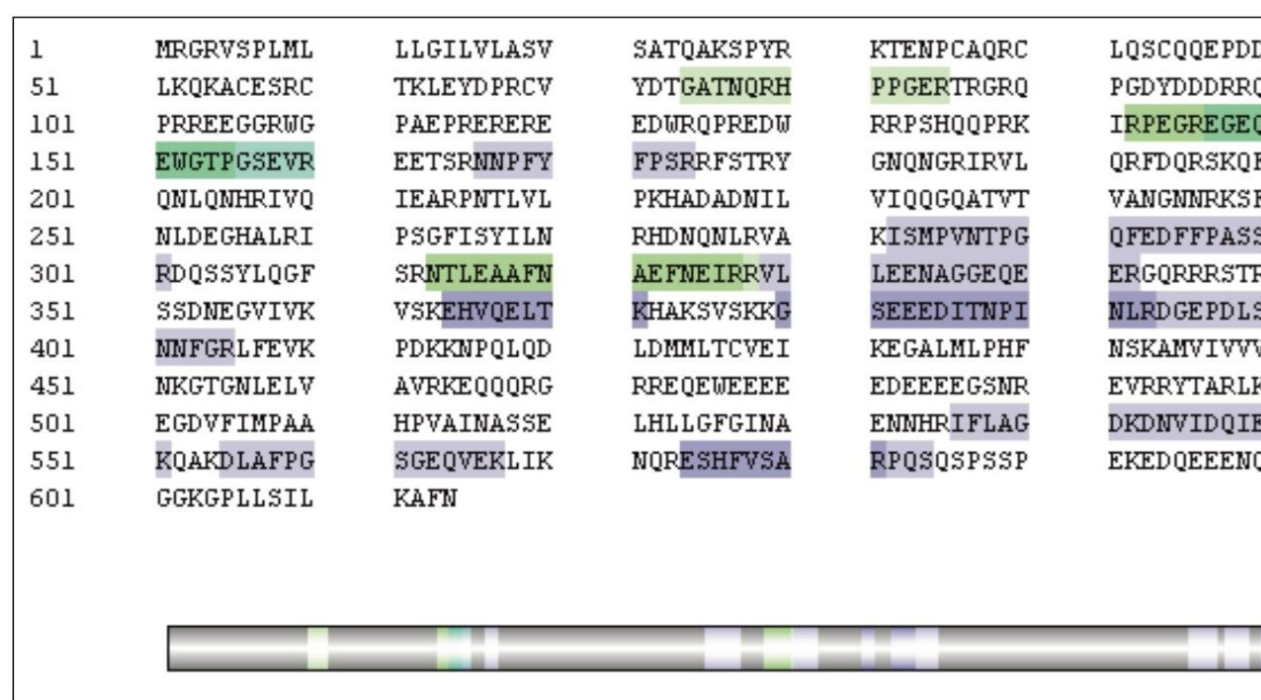 1 MRGRVSPLML LLGILVLASV SATQAKSPYR KTENPCAQRC LQSCQQEPDD
51 LKQKACESRC TKLEYDPRCV YDTGATNQRH PPGERTRGRQ PGDYDDDRRQ
101 PRREEGGRWG PAEPRERERE EDWRQPREDW RRPSHQQPRK IRPEGREGEQ
151 EWGTPGSEVR EETSRNNPFY FPSRRFSTRY GNQNGRIRVL QRFDQRSKQF
201 QNLQNHRIVQ IEARPNTLVL PKHADADNIL VIQQGQATVT VANGNNRKSF
251 NLDEGHALRI PSGFISYILN RHDNQNLRVA KISMPVNTPG QFEDFFPASS
301 RDQSSYLQGF SRNTLEAAFN AEFNEIRRVL LEENAGGEQE ERGQRRRSTR
351 SSDNEGVIVK VSKEHVQELT KHAKSVSKKG SEEEDITNPI NLRDGEPDLS
401 NNFGRLFEVK PDKKNPQLQD LDMMLTCVEI KEGALMLPHF NSKAMVIVVV
451 NKGTGNLELV AVRKEQQQRG RREQEWEEEE EDEEEEGSNR EVRRYTARLK
501 EGDVFIMPAA HPVAINASSE LHLLGFGINA ENNHRIFLAG DKDNVIDQIE
551 KQAKDLAFPG SGEQVEKLIK NQRESHFVSA RPQSQSPSSP EKEDQEEENQ
601 GGKGPLLSIL KAFN